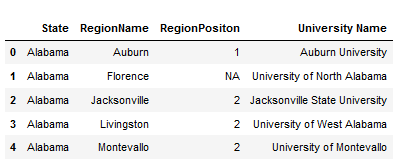 State RegionName RegionPositon University Name
0 Alabama Auburn 1 Auburn University
1 Alabama Florence NA University of North Alabama
2 Alabama Jacksonville 2 Jacksonville State University
3 Alabama Livingston 2 University of West Alabama
4 Alabama Montevallo 2 University of Montevallo